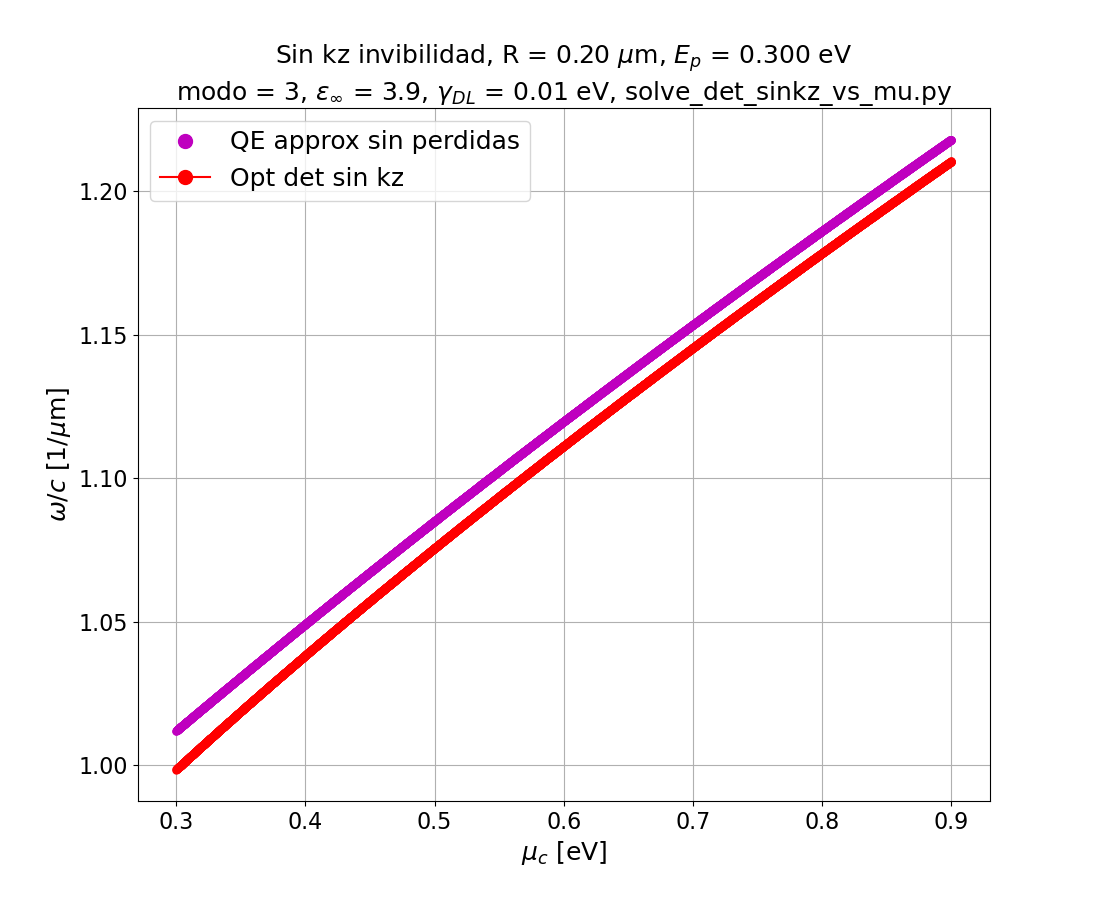 Sin kz invibilidad, R = 0.20 μm, E_p = 0.300 eV
modo = 3, ε_∞ = 3.9, γ_DL = 0.01 eV, solve_det_sinkz_vs_mu.py
QE approx sin perdidas
Opt det sin kz
1.20
1.15
1.10
1.05
1.00
ω/c [1/μm]
0.3 0.4 0.5 0.6 0.7 0.8 0.9
μ_c [eV]